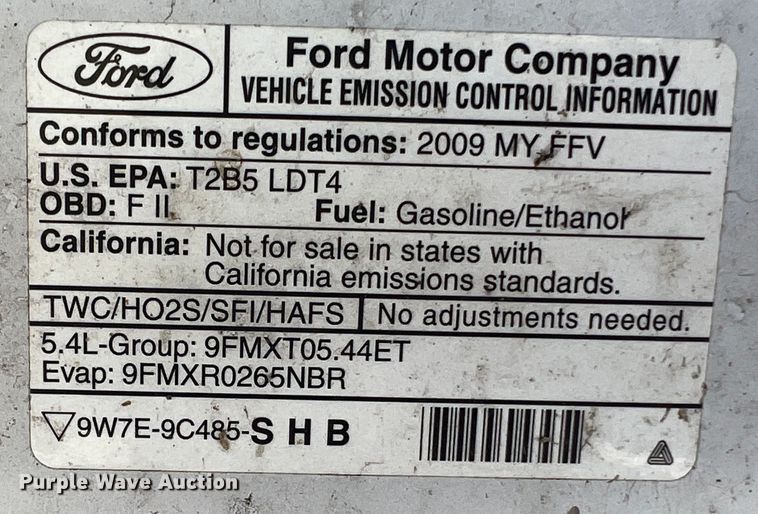 Ford
Ford Motor Company
VEHICLE EMISSION CONTROL INFORMATION
Conforms to regulations: 2009 MY FFV
U.S. EPA: T2B5 LDT4
OBD: F II Fuel: Gasoline/Ethanol
California: Not for sale in states with
California emissions standards.
TWC/HO2S/SFI/HAFS No adjustments needed.
5.4L-Group: 9FMXT05.44ET
Evap: 9FMXR0265NBR
9W7E-9C485-S H B
Purple Wave Auction